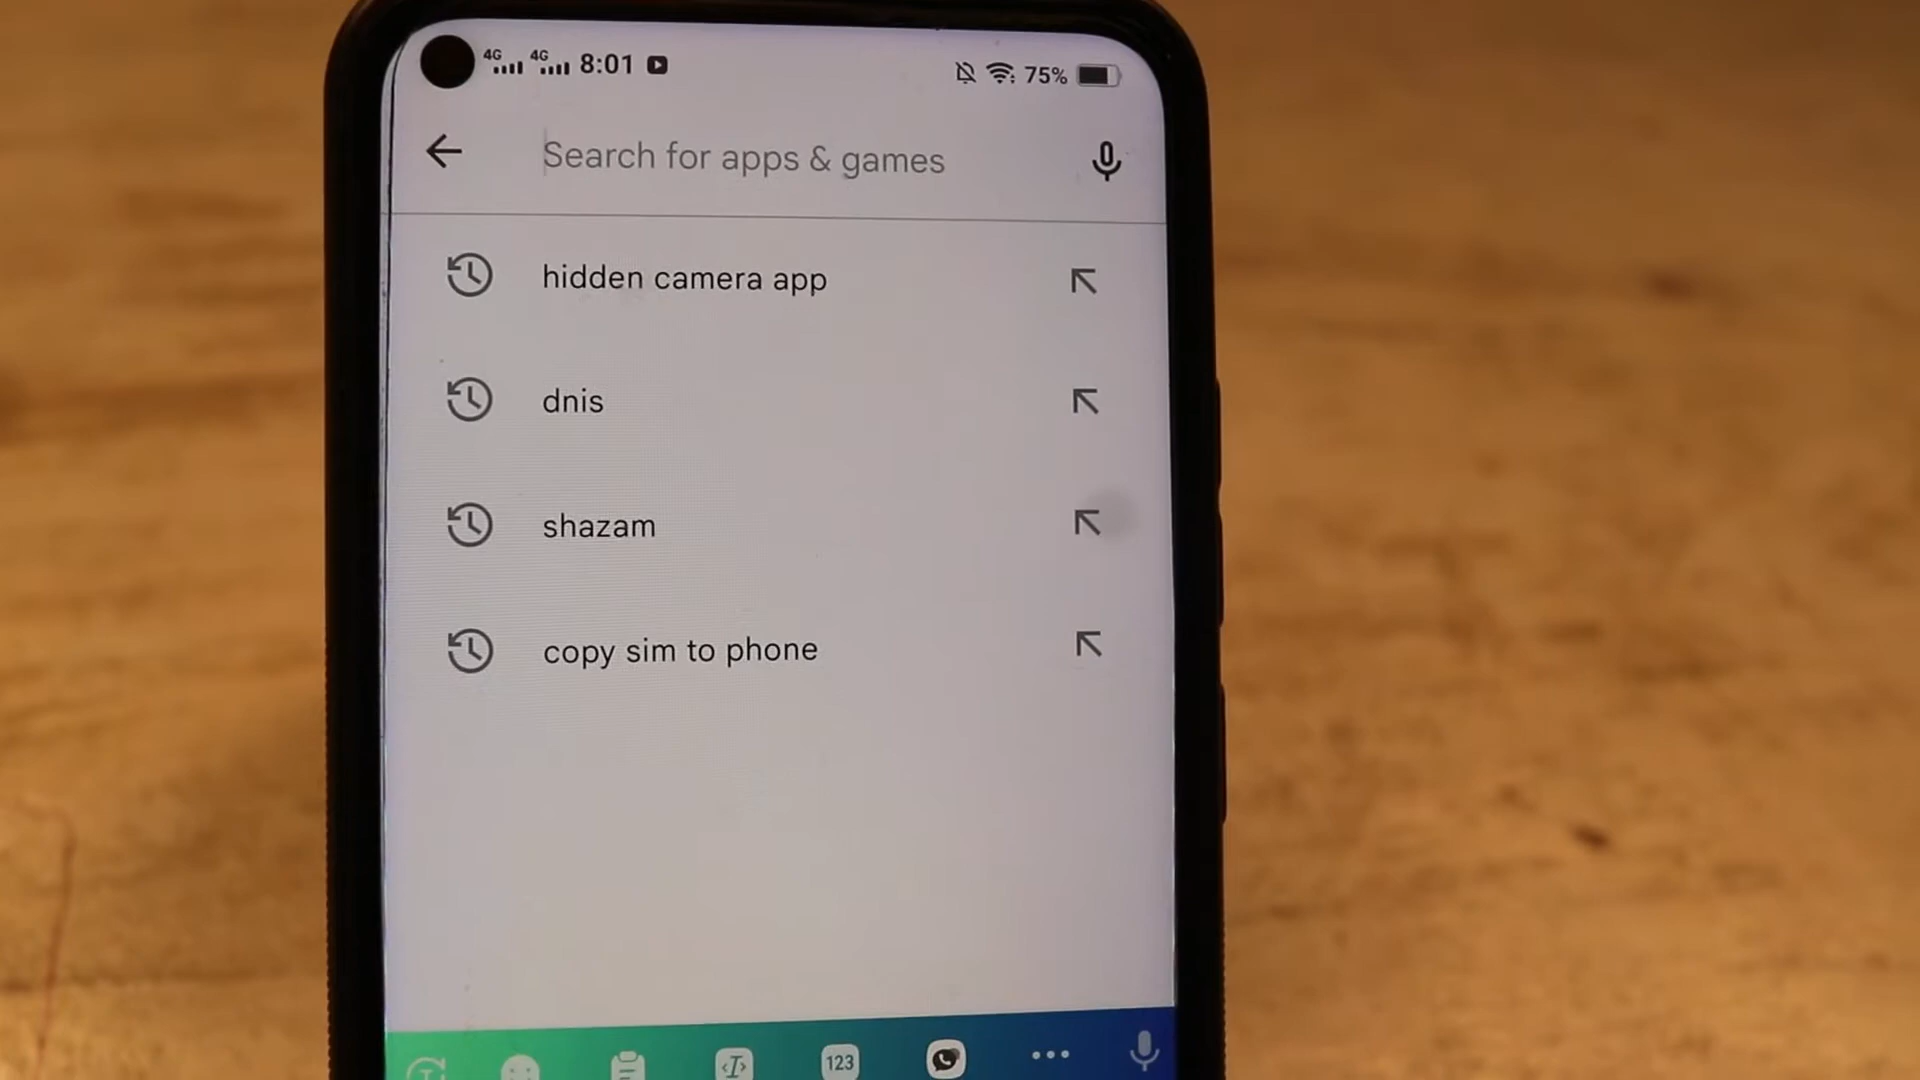 4G 4G 8:01 75%
Search for apps & games
hidden camera app
dnis
shazam
copy sim to phone
123